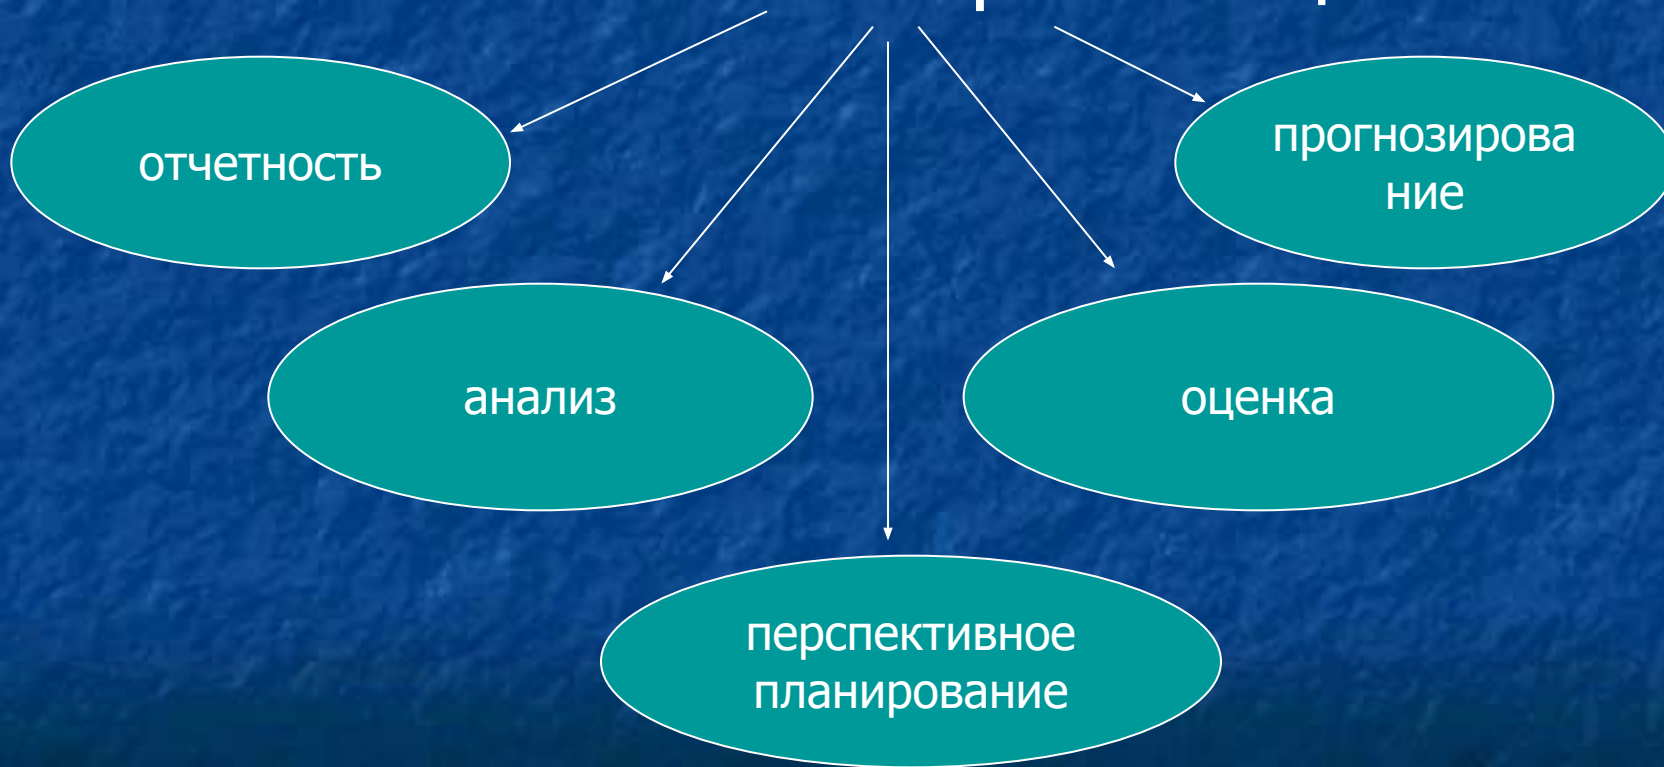 отчетность
прогнозирова
ние
анализ
оценка
перспективное
планирование